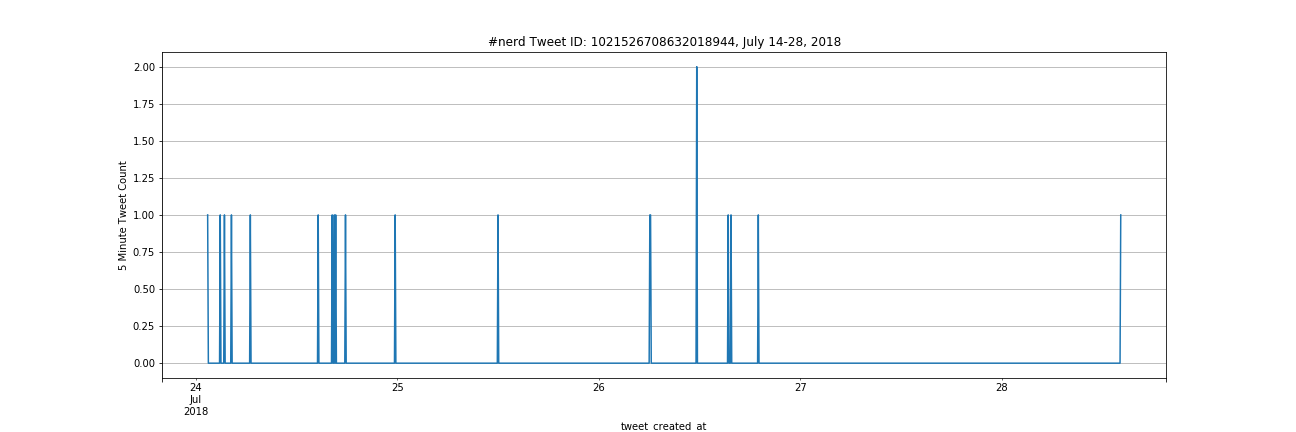 #nerd Tweet ID: 1021526708632018944, July 14-28, 2018
2.00
1.75
1.50
1.25
1.00
0.75
0.50
0.25
0.00
5 Minute Tweet Count
24 25 26 27 28
Jul
2018
tweet_created_at